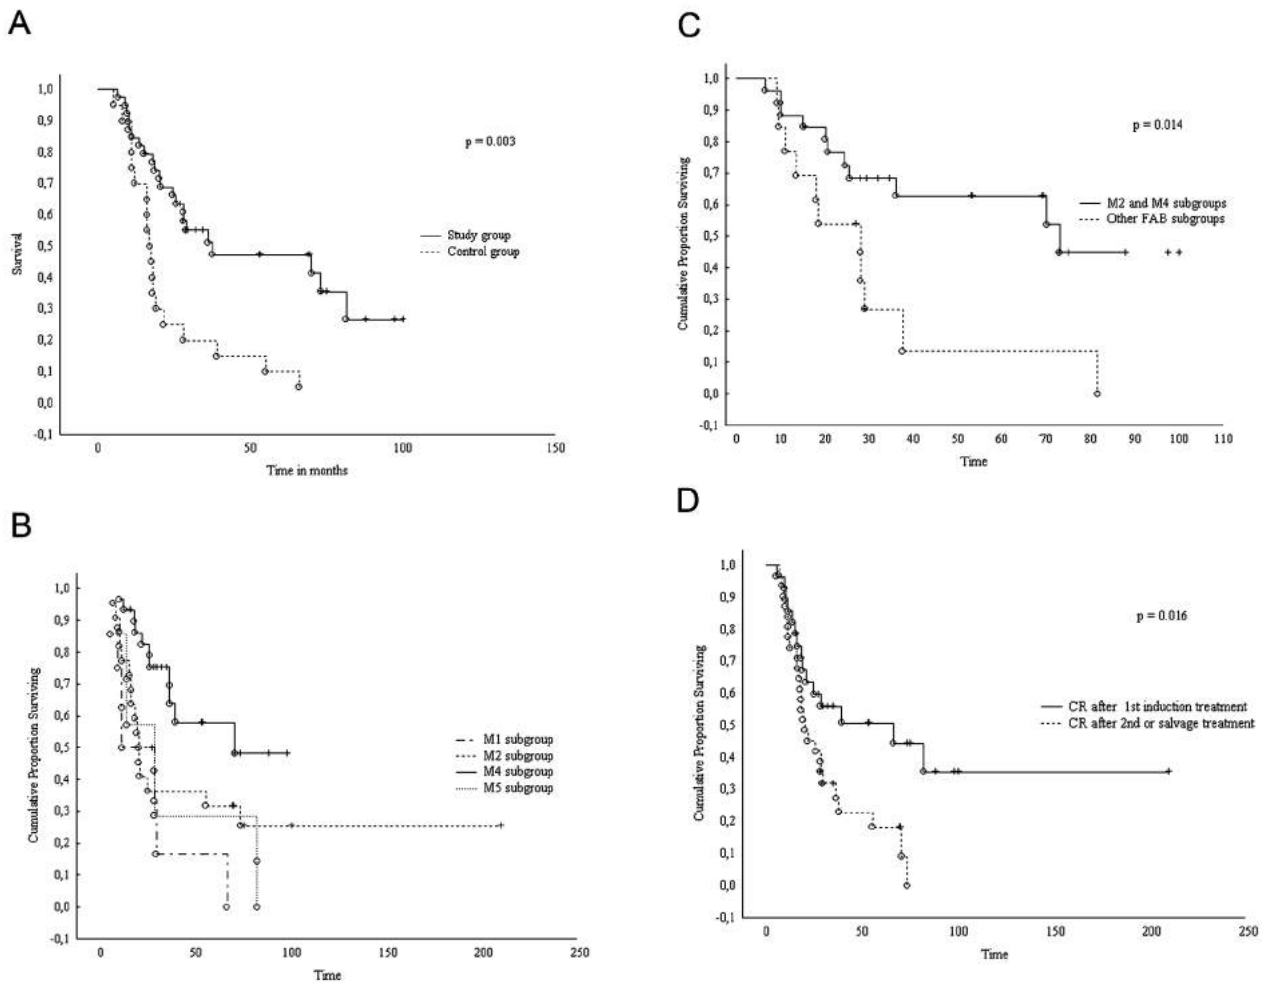 A
1,0
0,9
0,8
0,7
0,6
0,5
0,4
0,3
0,2
0,1
0,0
-0,1
Survival
p = 0.003
Study group
Control group
0 50 100 150
Time in months
C
1,0
0,9
0,8
0,7
0,6
0,5
0,4
0,3
0,2
0,1
0,0
-0,1
Cumulative Proportion Surviving
p = 0.014
M2 and M4 subgroups
Other FAB subgroups
0 10 20 30 40 50 60 70 80 90 100 110
Time
B
1,0
0,9
0,8
0,7
0,6
0,5
0,4
0,3
0,2
0,1
0,0
-0,1
Cumulative Proportion Surviving
M1 subgroup
M2 subgroup
M4 subgroup
M5 subgroup
0 50 100 150 200 250
Time
D
1,0
0,9
0,8
0,7
0,6
0,5
0,4
0,3
0,2
0,1
0,0
-0,1
Cumulative Proportion Surviving
p = 0.016
CR after 1st induction treatment
CR after 2nd or salvage treatment
0 50 100 150 200 250
Time